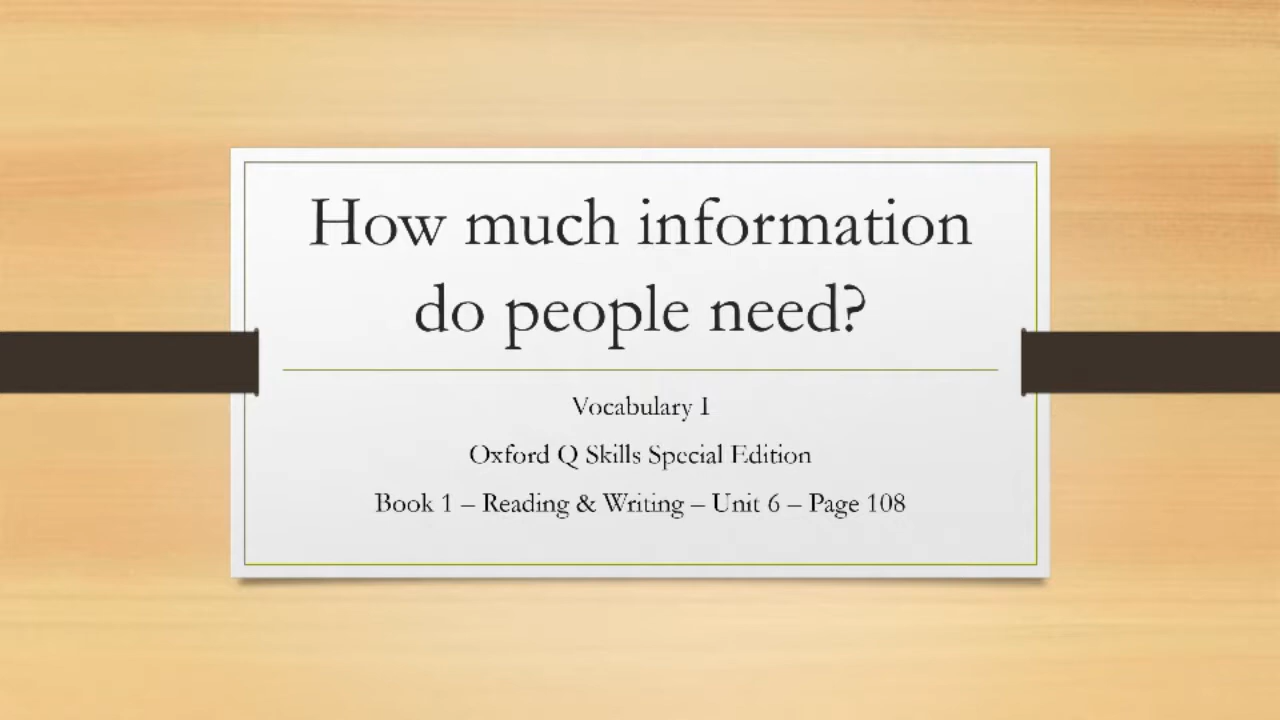 How much information
do people need?
Vocabulary I
Oxford Q Skills Special Edition
Book 1 – Reading & Writing – Unit 6 – Page 108